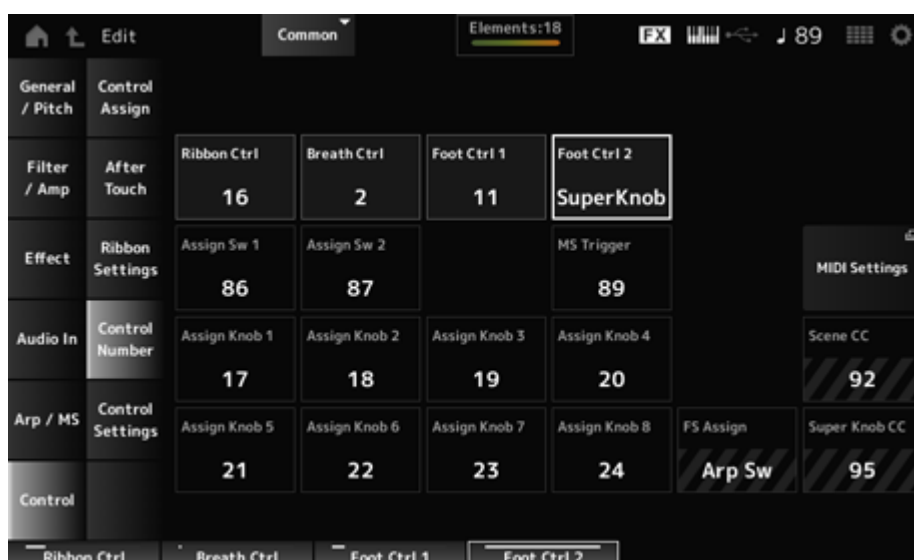 Edit
Common
Elements:18
FX
89
General
/ Pitch
Control
Assign
Filter
/ Amp
After
Touch
Ribbon Ctrl
16
Breath Ctrl
2
Foot Ctrl 1
11
Foot Ctrl 2
SuperKnob
Effect
Ribbon
Settings
Assign Sw 1
86
Assign Sw 2
87
MS Trigger
89
MIDI Settings
Audio In
Control
Number
Assign Knob 1
17
Assign Knob 2
18
Assign Knob 3
19
Assign Knob 4
20
Scene CC
92
Arp / MS
Control
Settings
Assign Knob 5
21
Assign Knob 6
22
Assign Knob 7
23
Assign Knob 8
24
FS Assign
Arp Sw
Super Knob CC
95
Control
Ribbon Ctrl
Breath Ctrl
Foot Ctrl 1
Foot Ctrl 2